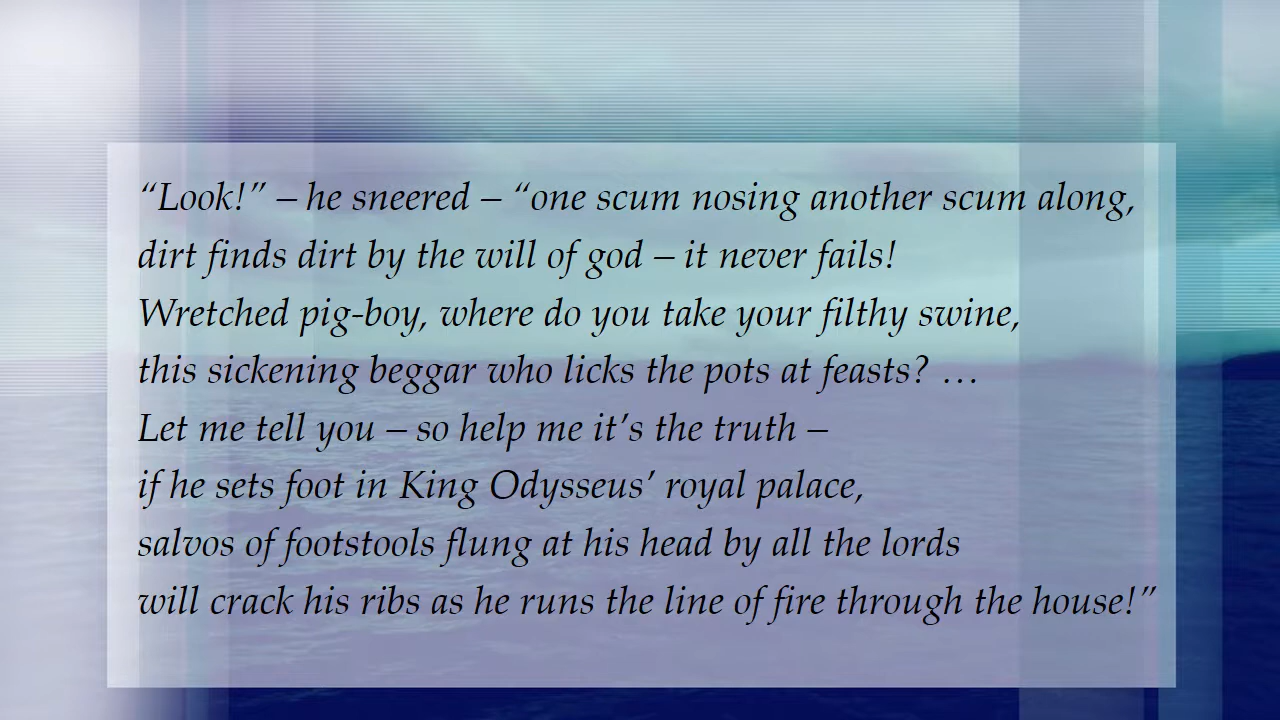 “Look!” – he sneered – “one scum nosing another scum along,
dirt finds dirt by the will of god – it never fails!
Wretched pig-boy, where do you take your filthy swine,
this sickening beggar who licks the pots at feasts? …
Let me tell you – so help me it’s the truth –
if he sets foot in King Odysseus’ royal palace,
salvos of footstools flung at his head by all the lords
will crack his ribs as he runs the line of fire through the house!”